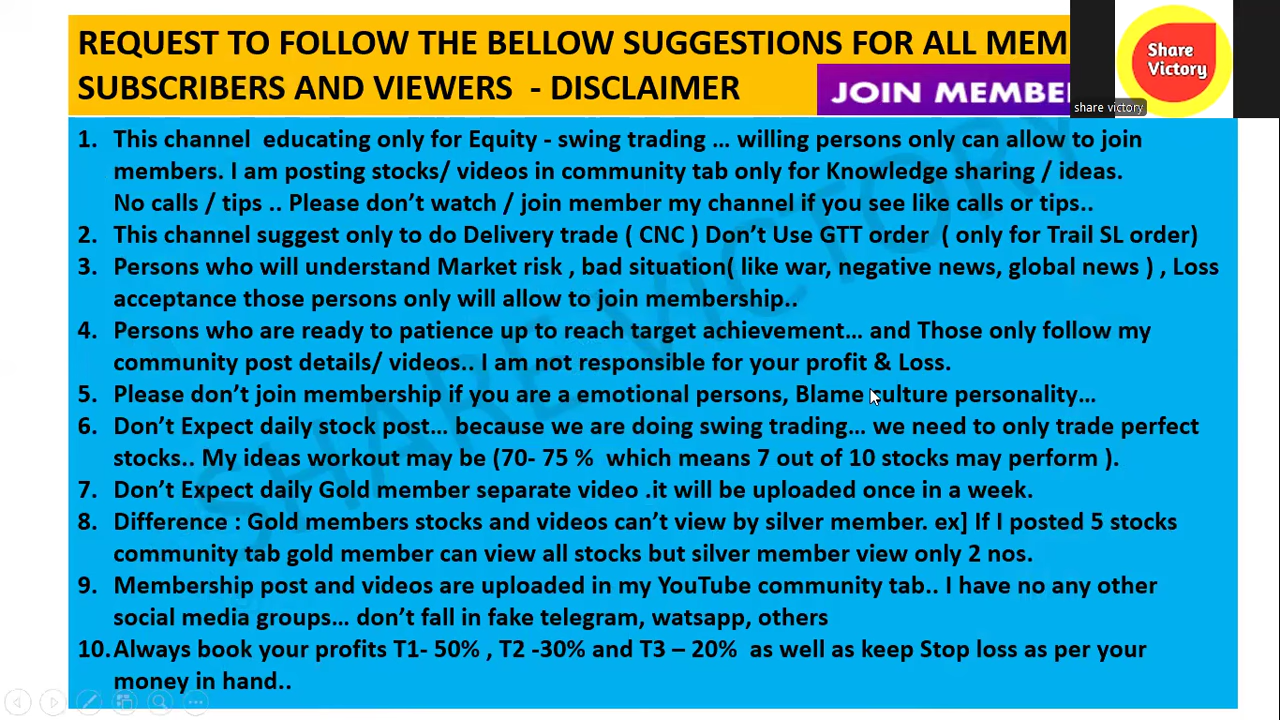 REQUEST TO FOLLOW THE BELLOW SUGGESTIONS FOR ALL MEM
SUBSCRIBERS AND VIEWERS - DISCLAIMER
JOIN MEMBE
Share
Victory
share victory
1. This channel educating only for Equity - swing trading ... willing persons only can allow to join
members. I am posting stocks/ videos in community tab only for Knowledge sharing / ideas.
No calls / tips .. Please don't watch / join member my channel if you see like calls or tips..
2. This channel suggest only to do Delivery trade ( CNC ) Don't Use GTT order ( only for Trail SL order)
3. Persons who will understand Market risk , bad situation( like war, negative news, global news ) , Loss
acceptance those persons only will allow to join membership..
4. Persons who are ready to patience up to reach target achievement... and Those only follow my
community post details/ videos.. I am not responsible for your profit & Loss.
5. Please don't join membership if you are a emotional persons, Blame culture personality...
6. Don't Expect daily stock post... because we are doing swing trading... we need to only trade perfect
stocks.. My ideas workout may be (70- 75 % which means 7 out of 10 stocks may perform ).
7. Don't Expect daily Gold member separate video .it will be uploaded once in a week.
8. Difference : Gold members stocks and videos can't view by silver member. ex] If I posted 5 stocks
community tab gold member can view all stocks but silver member view only 2 nos.
9. Membership post and videos are uploaded in my YouTube community tab.. I have no any other
social media groups... don't fall in fake telegram, watsapp, others
10. Always book your profits T1- 50% , T2 -30% and T3 – 20% as well as keep Stop loss as per your
money in hand..
SHARE VICTORY